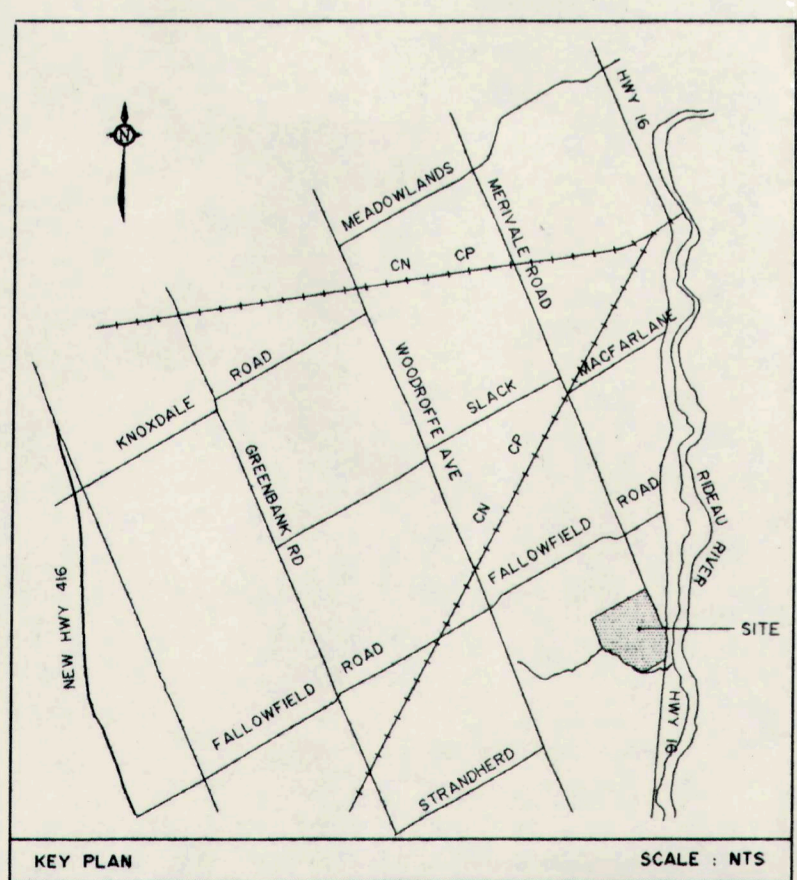 HWY 16
N
MEADOWLANDS
MERIVALE ROAD
CN CP
MACFARLANE
KNOXDALE ROAD
WOODROFFE AVE
SLACK
CP
CN
GREENBANK RD
FALLOWFIELD ROAD
RIDEAU RIVER
NEW HWY 416
SITE
FALLOWFIELD ROAD
HWY 16
STRANDHERD
KEY PLAN
SCALE : NTS